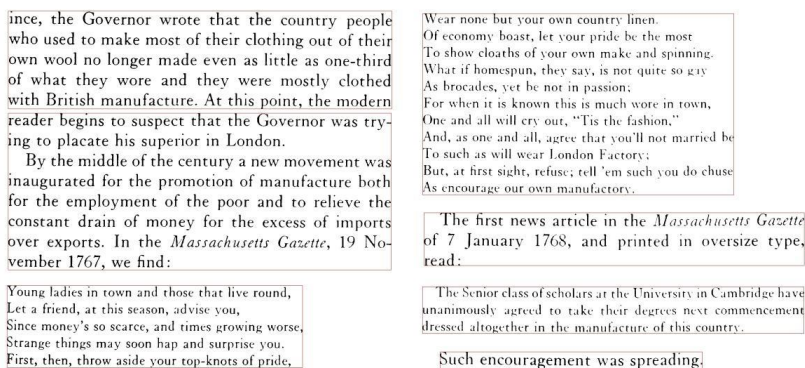 ince, the Governor wrote that the country people
who used to make most of their clothing out of their
own wool no longer made even as little as one-third
of what they wore and they were mostly clothed
with British manufacture. At this point, the modern
reader begins to suspect that the Governor was try-
ing to placate his superior in London.
By the middle of the century a new movement was
inaugurated for the promotion of manufacture both
for the employment of the poor and to relieve the
constant drain of money for the excess of imports
over exports. In the Massachusetts Gazette, 19 No-
vember 1767, we find:
Young ladies in town and those that live round,
Let a friend, at this season, advise you,
Since money's so scarce, and times growing worse,
Strange things may soon hap and surprise you.
First, then, throw aside your top-knots of pride,
Wear none but your own country linen.
Of economy boast, let your pride be the most
To show cloaths of your own make and spinning.
What if homespun, they say, is not quite so gay
As brocades, yet be not in passion;
For when it is known this is much wore in town,
One and all will cry out, "Tis the fashion."
And, as one and all, agree that you'll not married be
To such as will wear London Factory;
But, at first sight, refuse; tell 'em such you do chuse
As encourage our own manufactory.
The first news article in the Massachusetts Gazette
of 7 January 1768, and printed in oversize type,
read:
The Senior class of scholars at the University in Cambridge have
unanimously agreed to take their degrees next commencement
dressed altogether in the manufacture of this country.
Such encouragement was spreading.